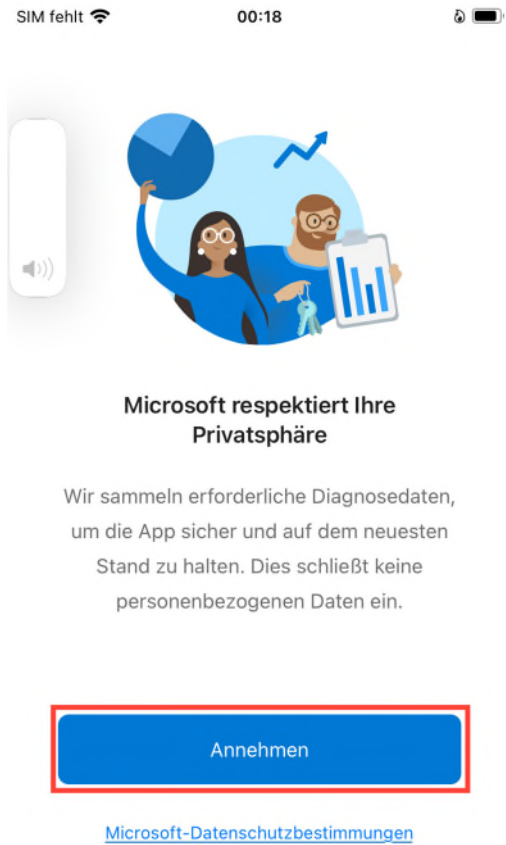 SIM fehlt 00:18
Microsoft respektiert Ihre
Privatsphäre
Wir sammeln erforderliche Diagnosedaten,
um die App sicher und auf dem neuesten
Stand zu halten. Dies schließt keine
personenbezogenen Daten ein.
Annehmen
Microsoft-Datenschutzbestimmungen